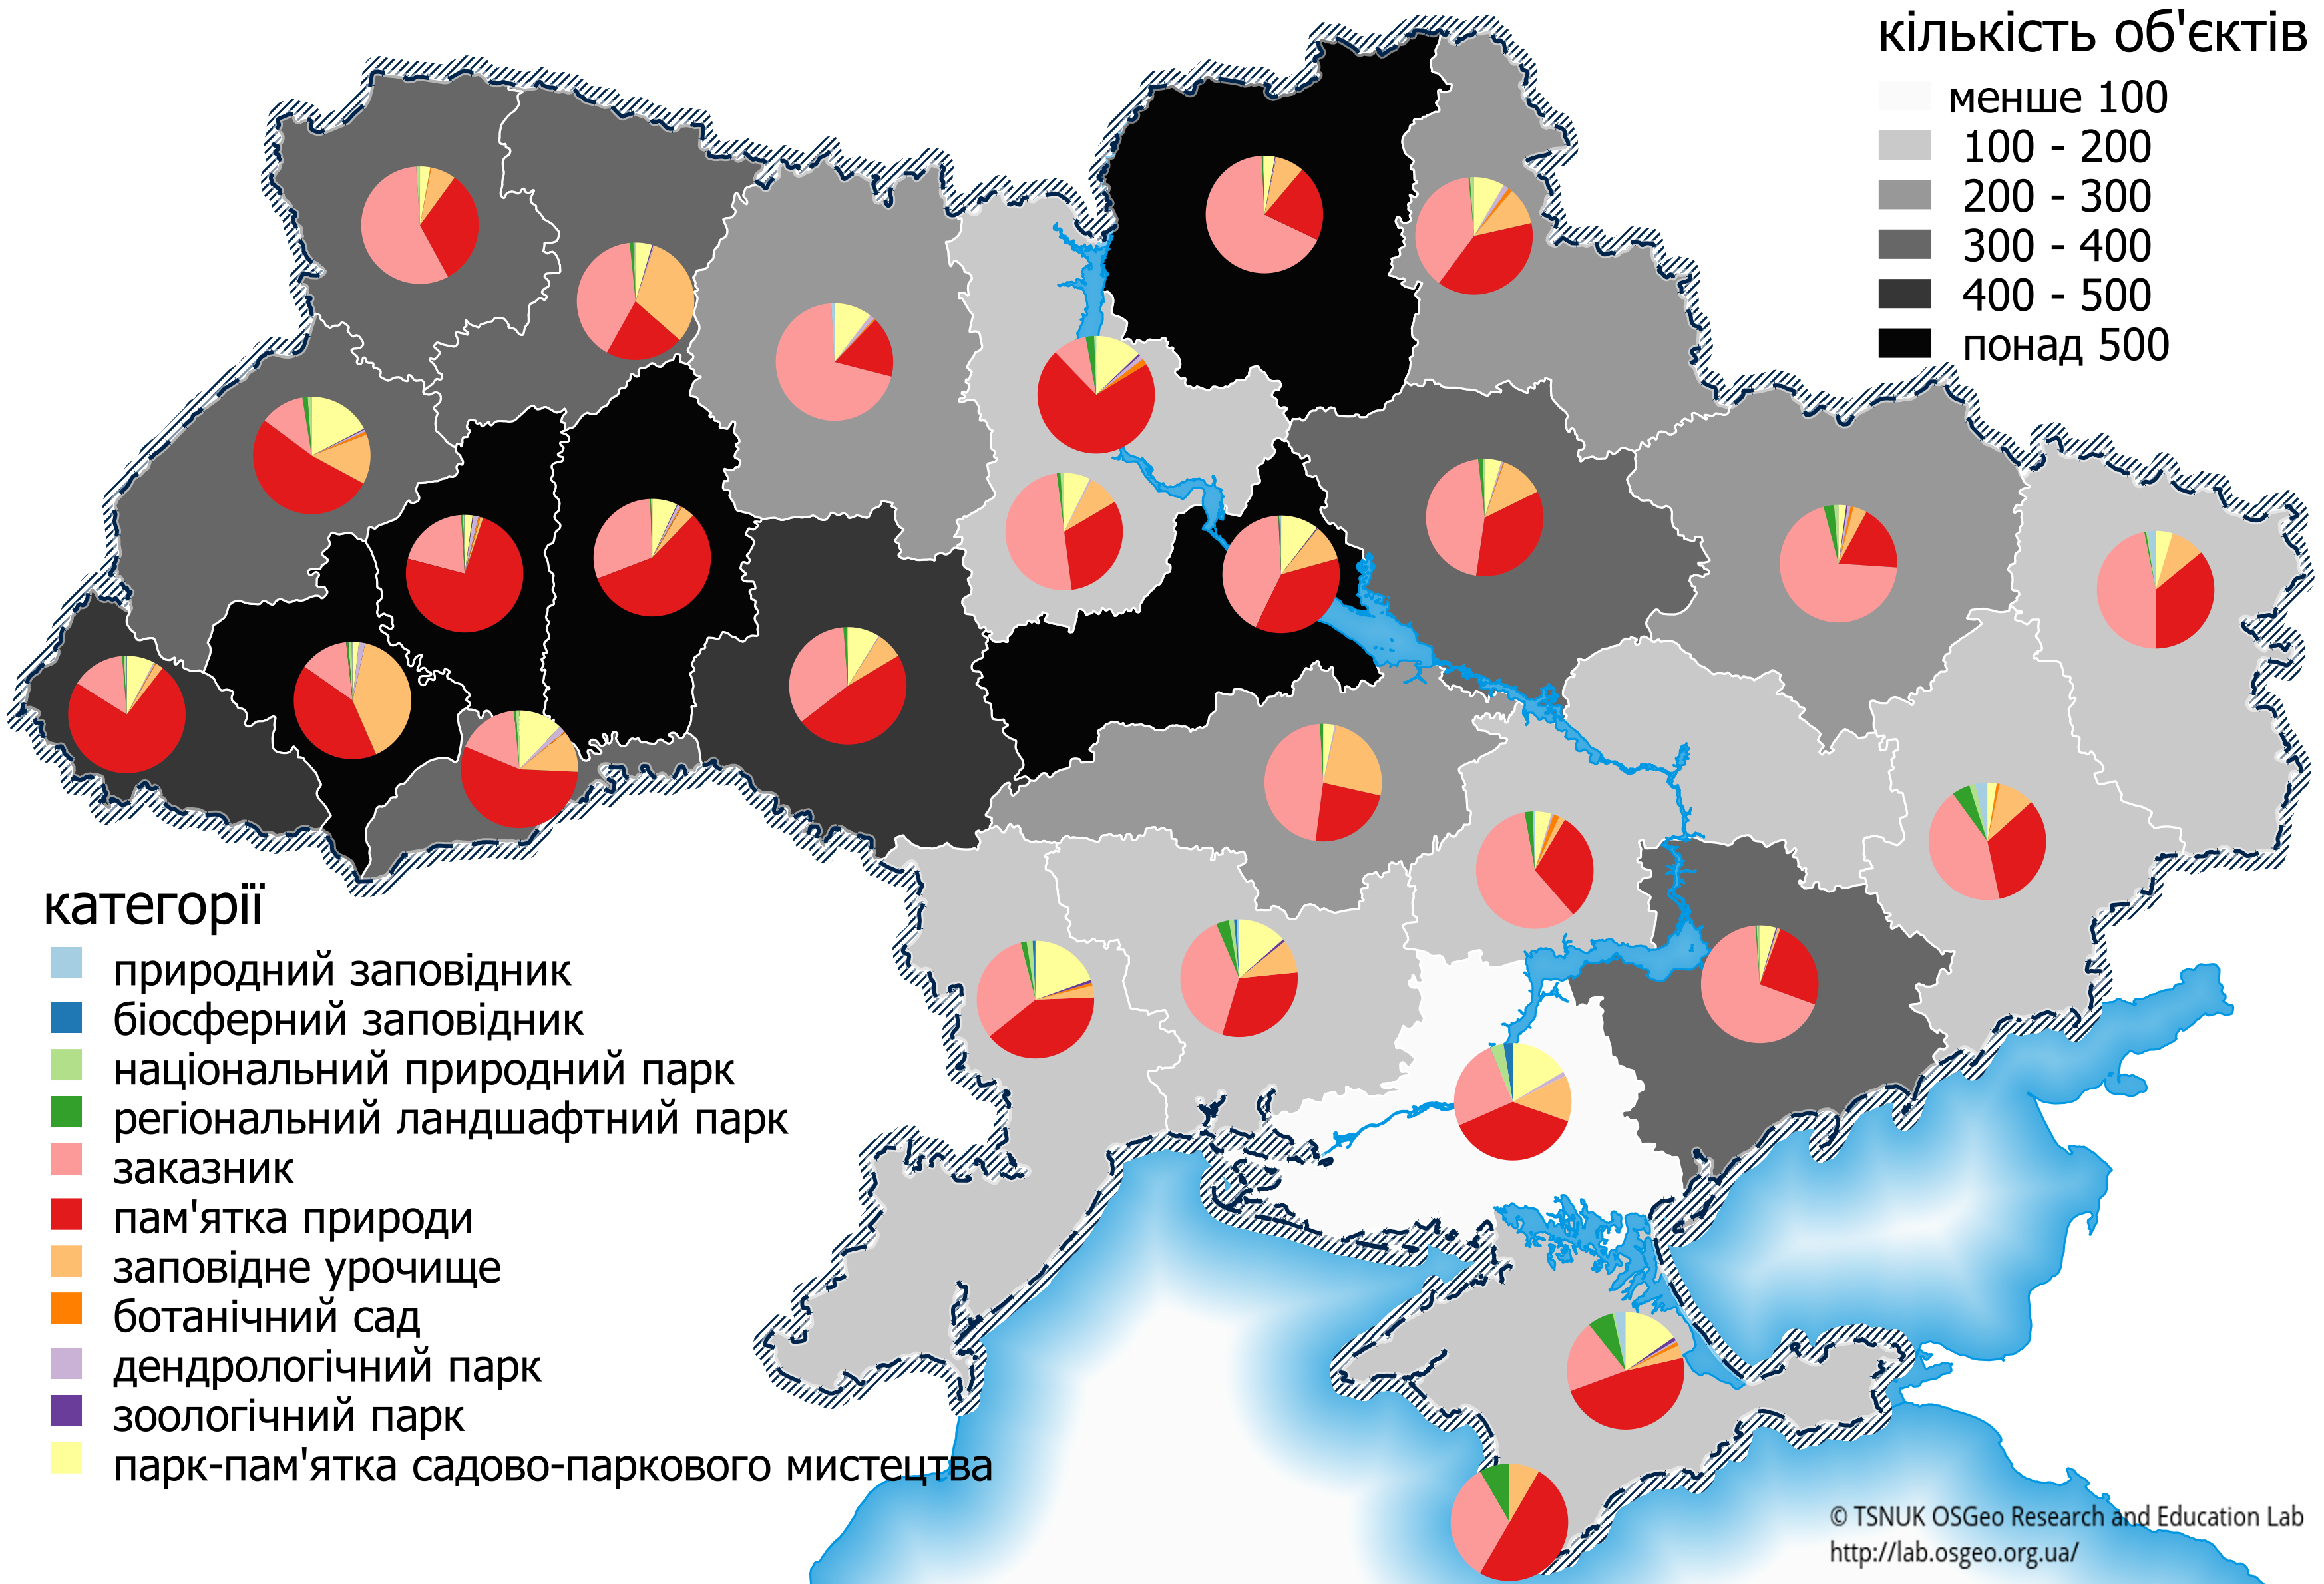 кількість об'єктів
менше 100
100 - 200
200 - 300
300 - 400
400 - 500
понад 500
категорії
природний заповідник
біосферний заповідник
національний природний парк
регіональний ландшафтний парк
заказник
пам'ятка природи
заповідне урочище
ботанічний сад
дендрологічний парк
зоологічний парк
парк-пам'ятка садово-паркового мистецтва
© TSNUK OSGeo Research and Education Lab
http://lab.osgeo.org.ua/